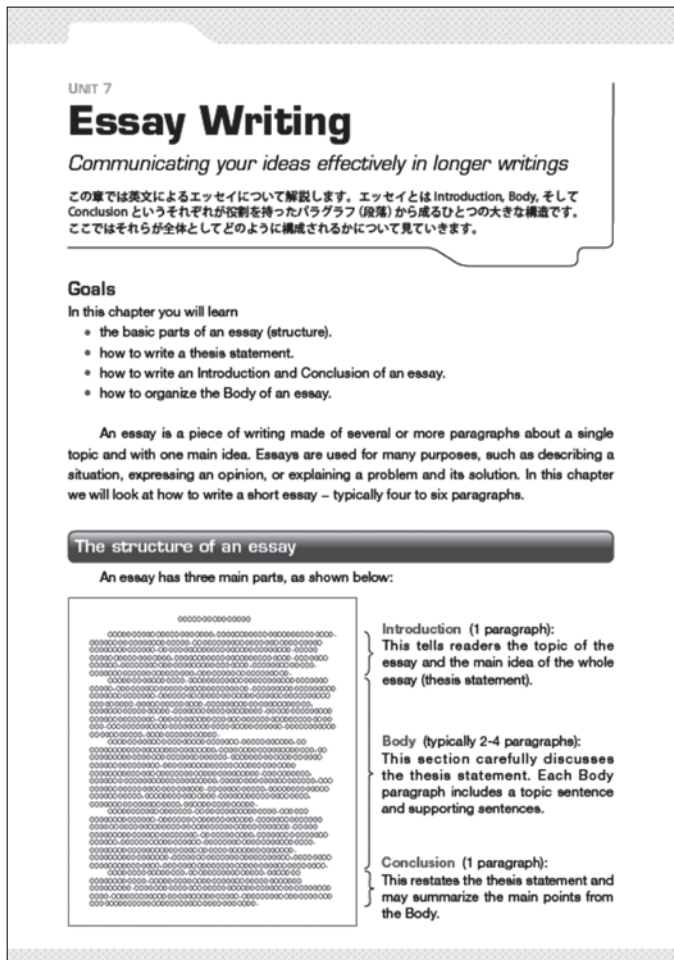 UNIT 7
Essay Writing
Communicating your ideas effectively in longer writings
この章では英文によるエッセイについて解説します。エッセイとは Introduction, Body, そして
Conclusion というそれぞれが役割を持ったパラグラフ（段落）から成るひとつの大きな構造です。
ここではそれらが全体としてどのように構成されるかについて見ていきます。
Goals
In this chapter you will learn
• the basic parts of an essay (structure).
• how to write a thesis statement.
• how to write an Introduction and Conclusion of an essay.
• how to organize the Body of an essay.
An essay is a piece of writing made of several or more paragraphs about a single
topic and with one main idea. Essays are used for many purposes, such as describing a
situation, expressing an opinion, or explaining a problem and its solution. In this chapter
we will look at how to write a short essay – typically four to six paragraphs.
The structure of an essay
An essay has three main parts, as shown below:
Introduction (1 paragraph):
This tells readers the topic of the
essay and the main idea of the whole
essay (thesis statement).
Body (typically 2-4 paragraphs):
This section carefully discusses
the thesis statement. Each Body
paragraph includes a topic sentence
and supporting sentences.
Conclusion (1 paragraph):
This restates the thesis statement and
may summarize the main points from
the Body.